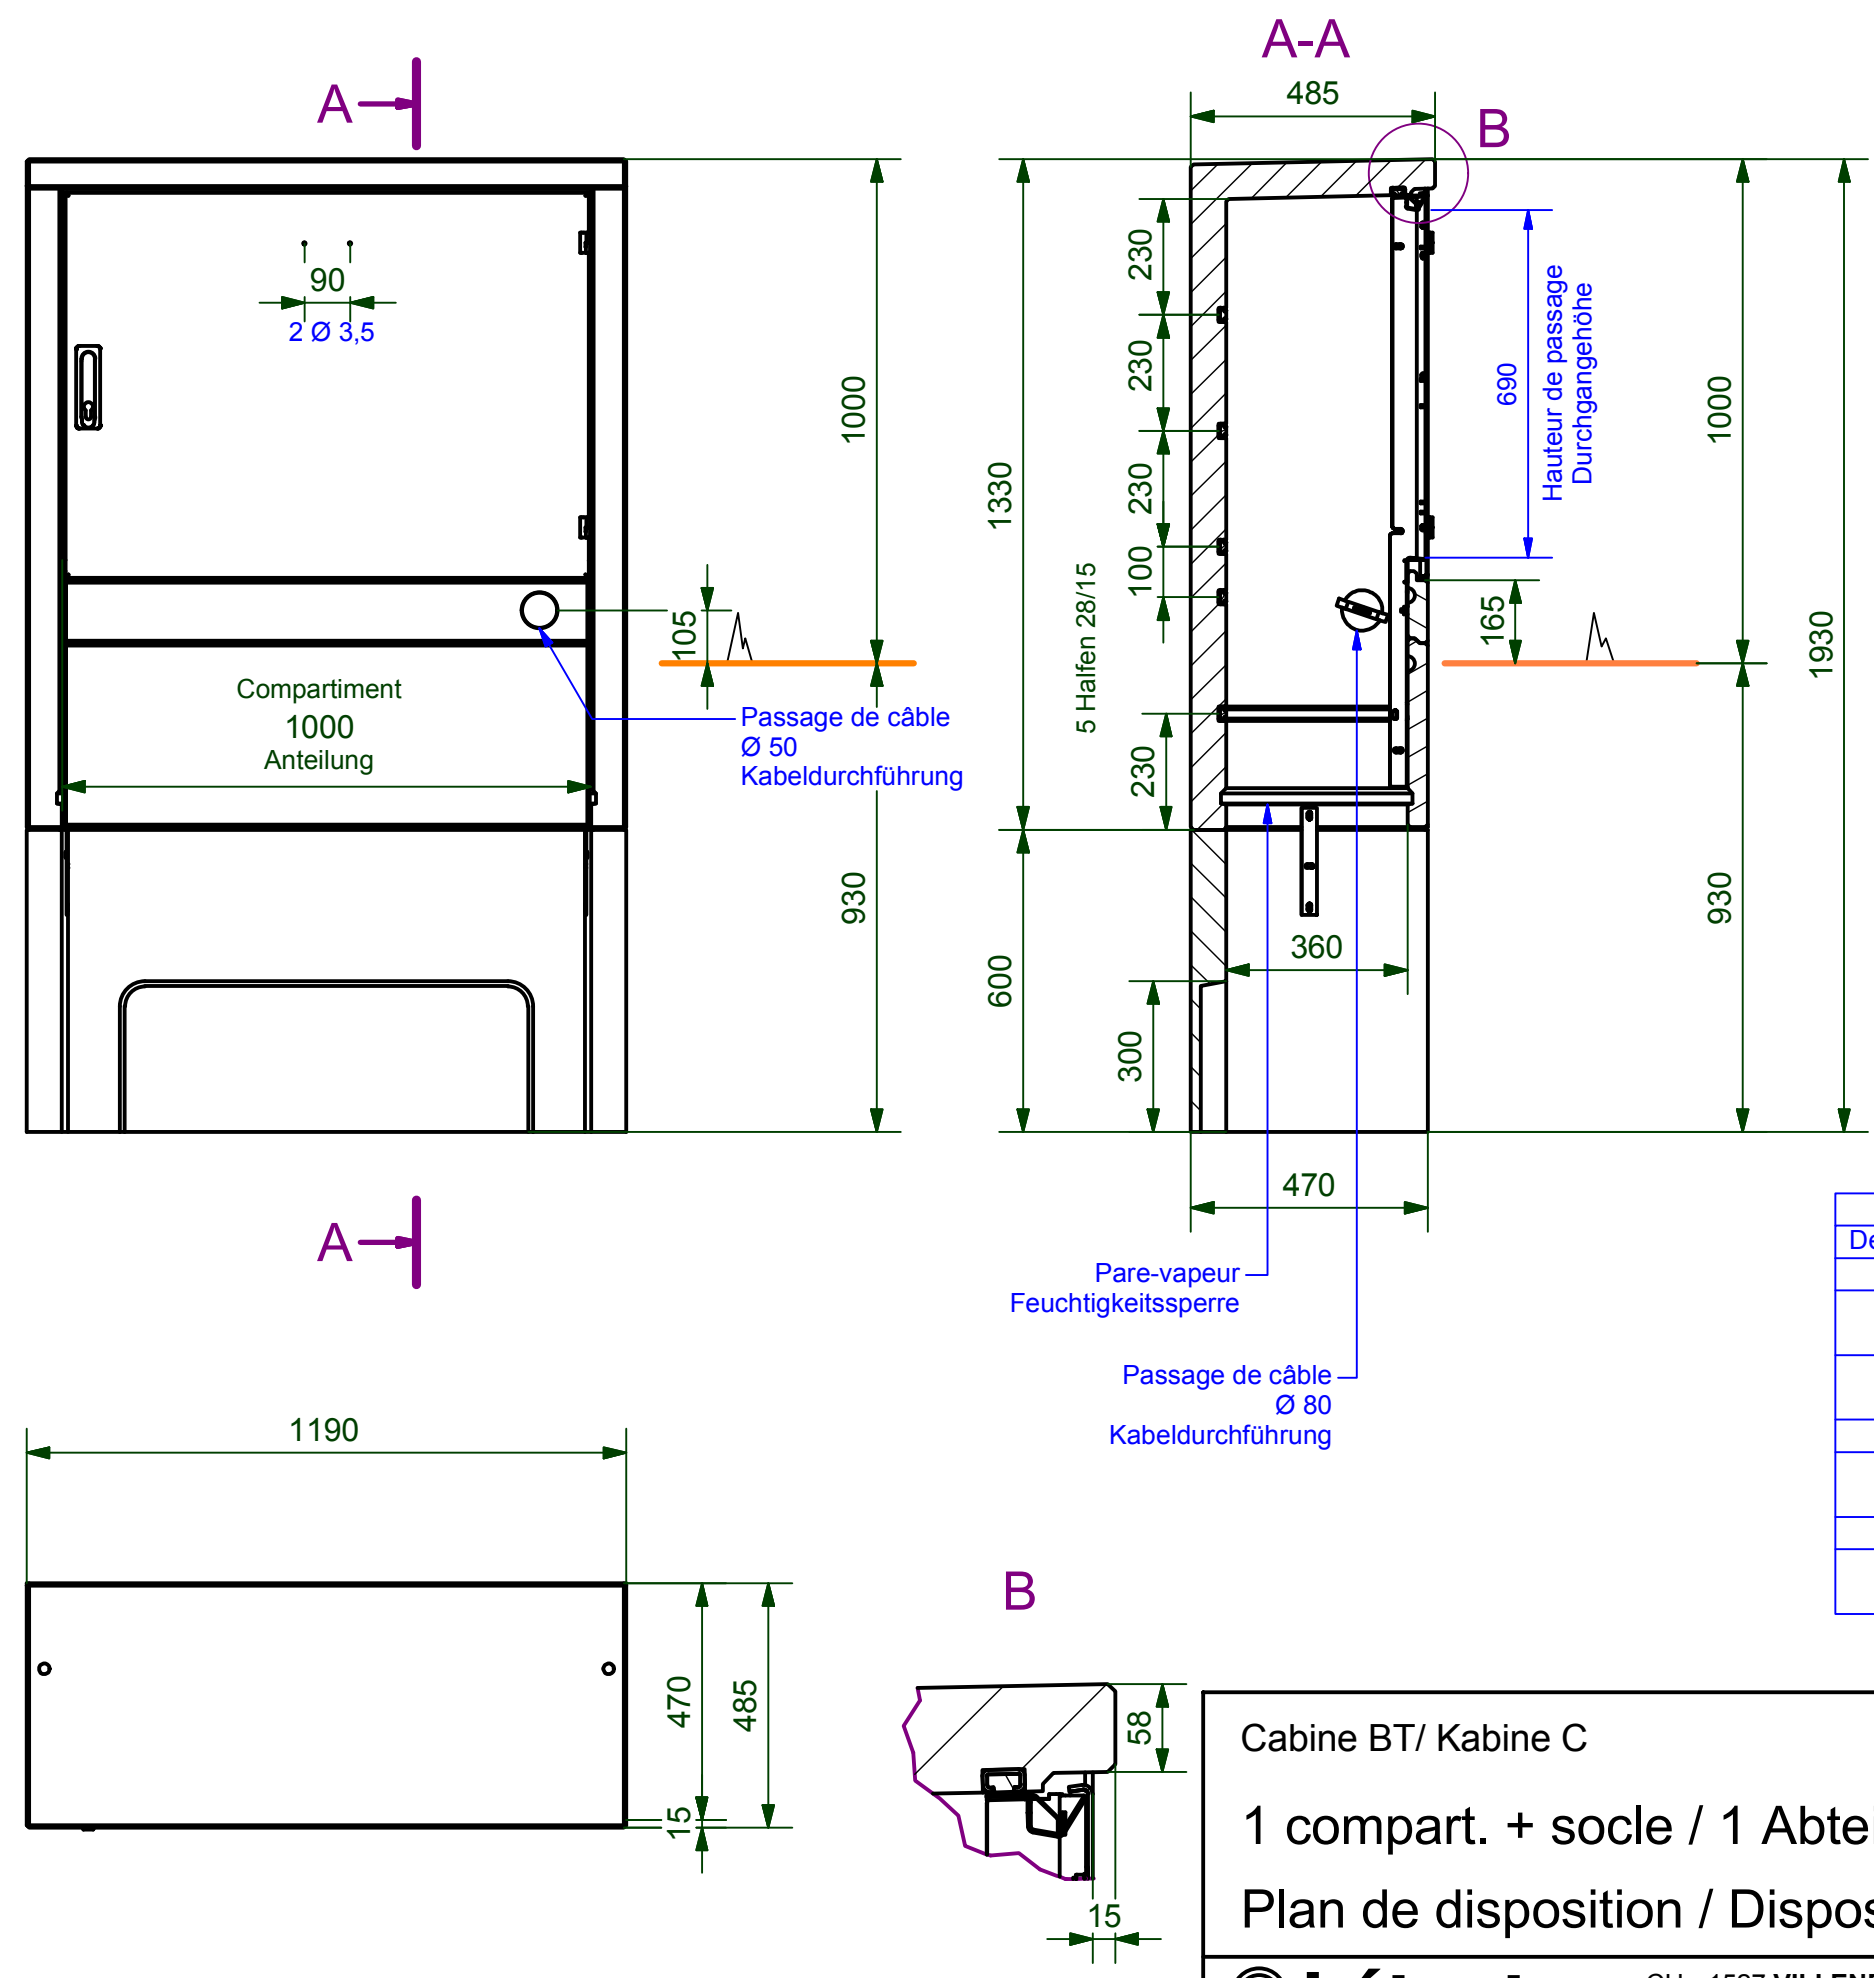 A-A
485
B
A
90
2 Ø 3,5
1000
105
Compartiment
1000
Anteilung
Passage de câble
Ø 50
Kabeldurchführung
930
A
1330
600
5 Halfen 28/15
230
230
230
100
230
300
360
470
690
Hauteur de passage
Durchgangehöhe
165
1000
930
1930
Pare-vapeur
Feuchtigkeitssperre
Passage de câble
Ø 80
Kabeldurchführung
1190
470
485
15
B
58
15
Cabine BT/ Kabine C
1 compart. + socle / 1 Abte
Plan de disposition / Dispos